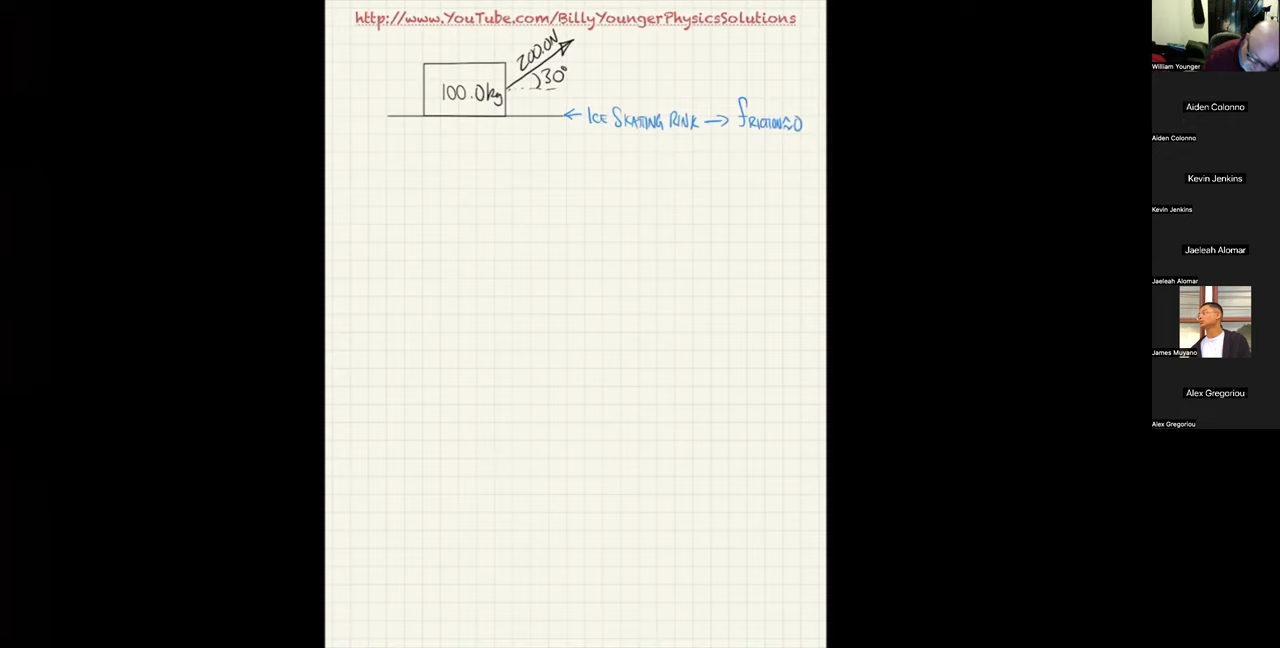 http://www.YouTube.com/BillyYoungerPhysicsSolutions
200.0N
30°
100.0kg
← ICE SKATING RINK → fRICTION≈0
William Younger
Aiden Colonno
Aiden Colonno
Kevin Jenkins
Kevin Jenkins
Jaeleah Alomar
Jaeleah Alomar
James Muyano
Alex Gregoriou
Alex Gregoriou